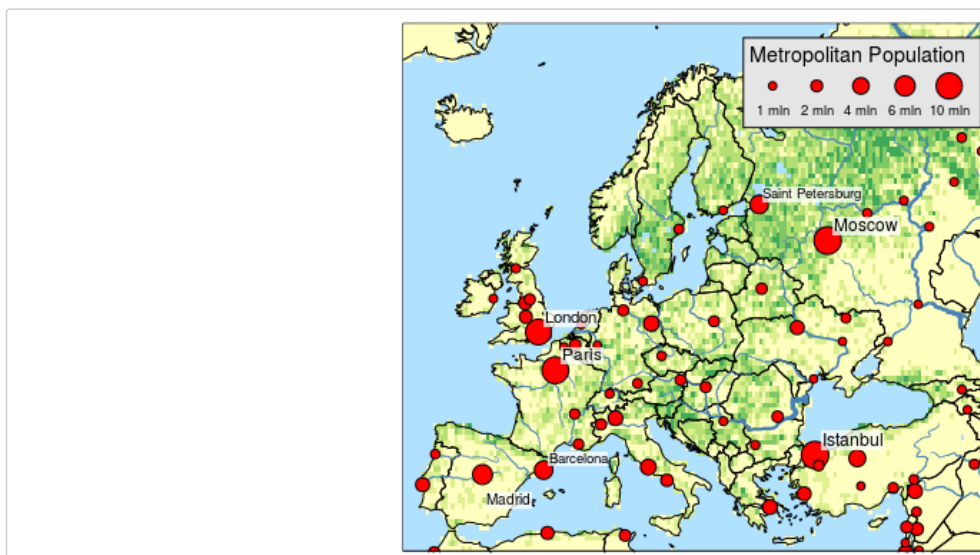 Metropolitan Population
1 mln 2 mln 4 mln 6 mln 10 mln
Saint Petersburg
Moscow
London
Paris
Istanbul
Barcelona
Madrid